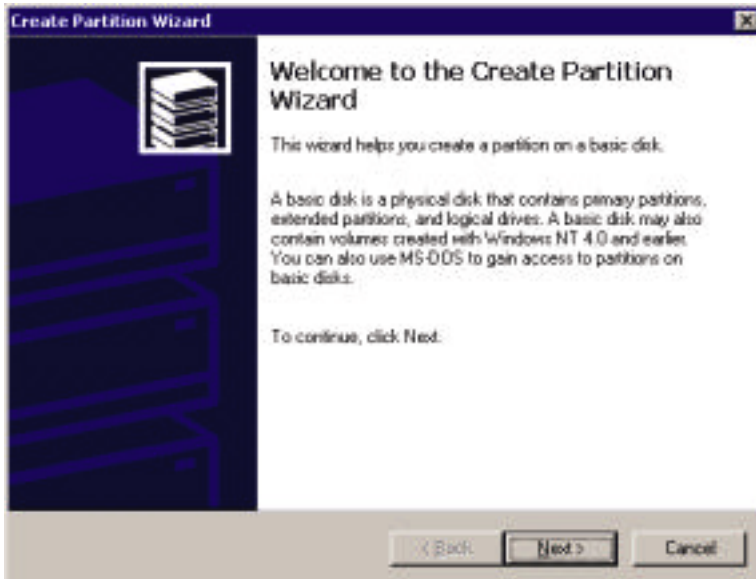 Create Partition Wizard
Welcome to the Create Partition
Wizard
This wizard helps you create a partition on a basic disk.
A basic disk is a physical disk that contains primary partitions,
extended partitions, and logical drives. A basic disk may also
contain volumes created with Windows NT 4.0 and earlier.
You can also use MS-DOS to gain access to partitions on
basic disks.
To continue, click Next.
< Back
Next >
Cancel